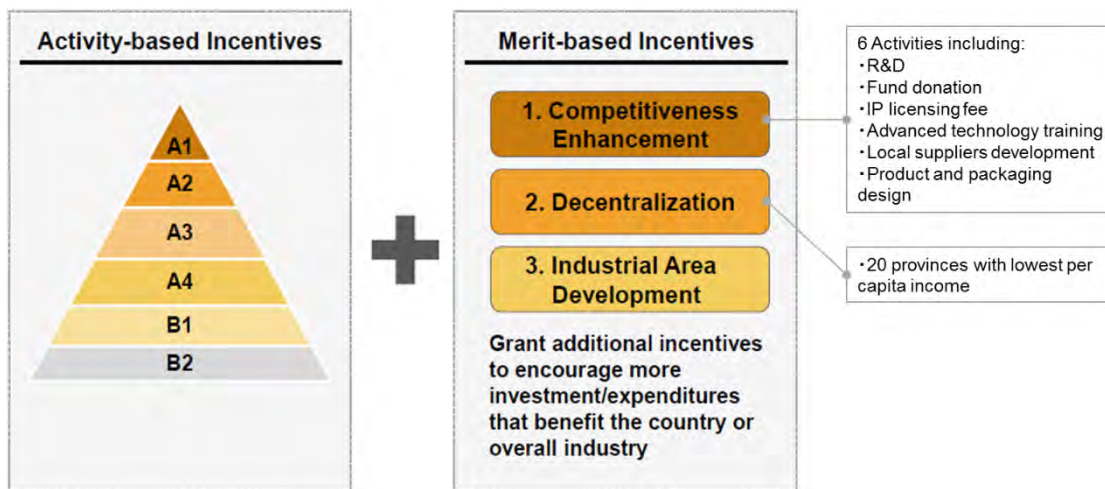 Activity-based Incentives
A1
A2
A3
A4
B1
B2
Merit-based Incentives
1. Competitiveness
Enhancement
2. Decentralization
3. Industrial Area
Development
Grant additional incentives
to encourage more
investment/expenditures
that benefit the country or
overall industry
6 Activities including:
・R&D
・Fund donation
・IP licensing fee
・Advanced technology training
・Local suppliers development
・Product and packaging
design
・20 provinces with lowest per
capita income